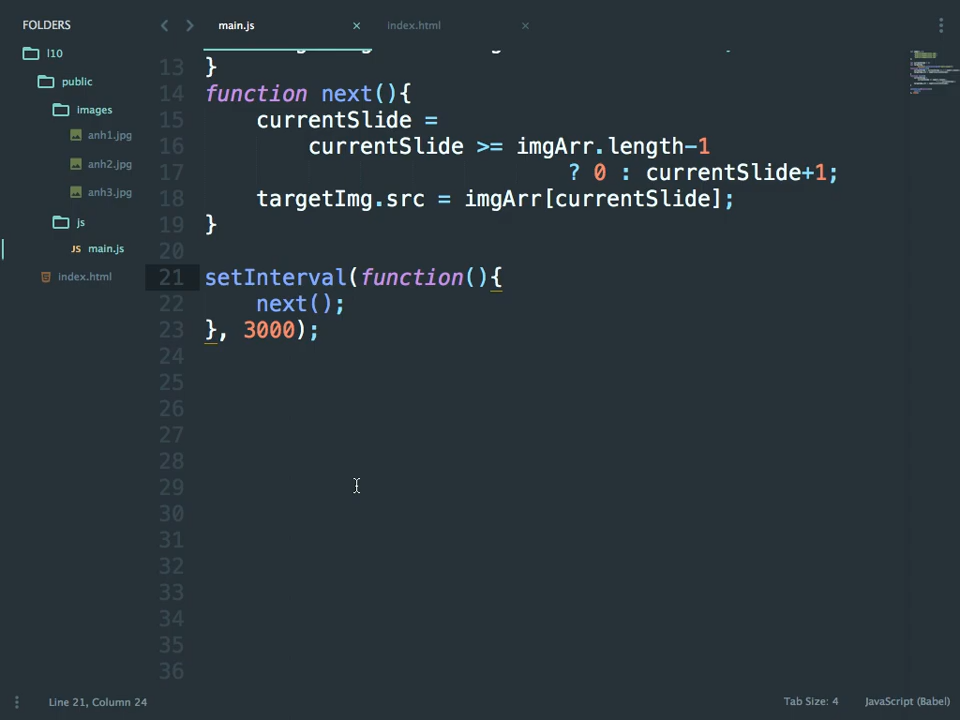 FOLDERS
l10
public
images
anh1.jpg
anh2.jpg
anh3.jpg
js
JS main.js
index.html
main.js ×
index.html ×
13 }
14 function next(){
15     currentSlide =
16         currentSlide >= imgArr.length-1
17                             ? 0 : currentSlide+1;
18     targetImg.src = imgArr[currentSlide];
19 }
20
21 setInterval(function(){
22     next();
23 }, 3000);
24
25
26
27
28
29
30
31
32
33
34
35
36
Line 21, Column 24
Tab Size: 4
JavaScript (Babel)